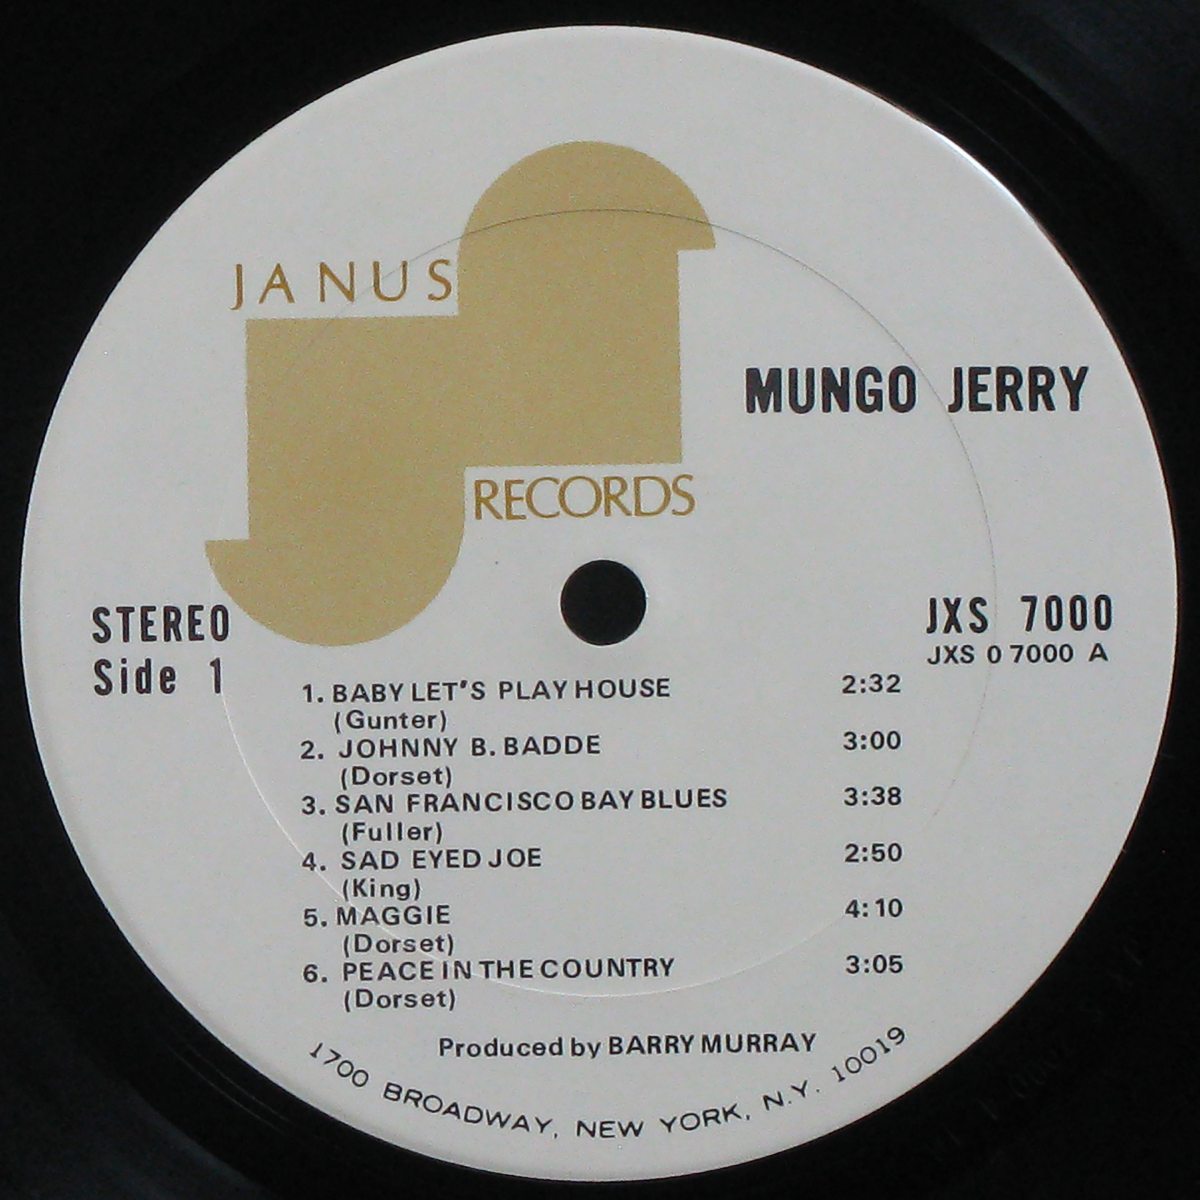 JANUS
RECORDS
MUNGO JERRY
STEREO
Side 1
JXS 7000
JXS 0 7000 A
1. BABY LET'S PLAY HOUSE 2:32
(Gunter)
2. JOHNNY B. BADDE 3:00
(Dorset)
3. SAN FRANCISCO BAY BLUES 3:38
(Fuller)
4. SAD EYED JOE 2:50
(King)
5. MAGGIE 4:10
(Dorset)
6. PEACE IN THE COUNTRY 3:05
(Dorset)
Produced by BARRY MURRAY
1700 BROADWAY, NEW YORK, N.Y. 10019